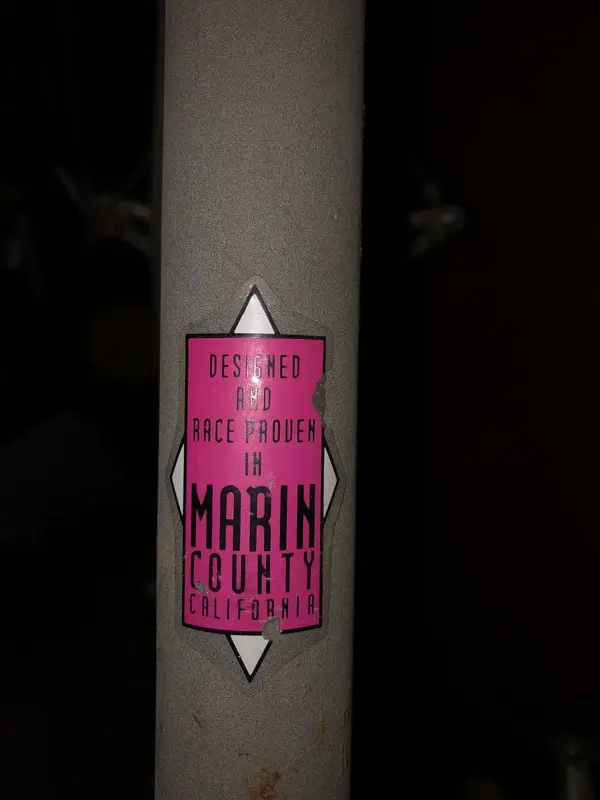 DESIGNED
AND
RACE PROVEN
IN
MARIN
COUNTY
CALIFORNIA